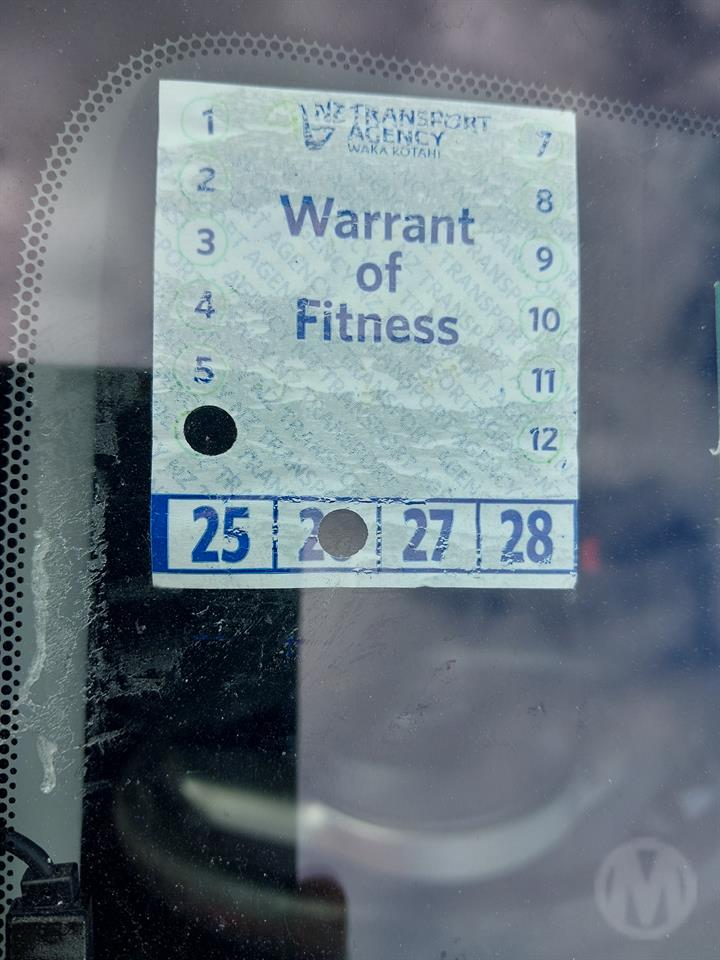 NZ TRANSPORT
AGENCY
WAKA KOTAHI
Warrant
of
Fitness
1
2
3
4
5
7
8
9
10
11
12
25 2 27 28
M